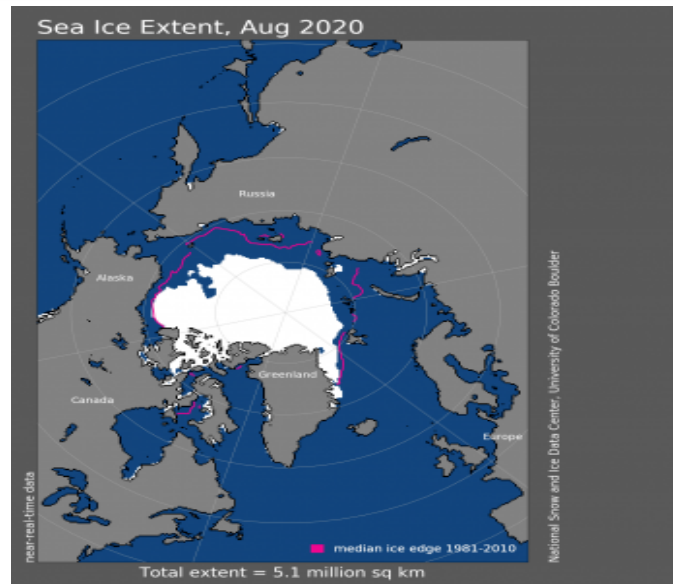 Sea Ice Extent, Aug 2020
Russia
Alaska
Greenland
Canada
Europe
near-real-time data
National Snow and Ice Data Center, University of Colorado Boulder
median ice edge 1981-2010
Total extent = 5.1 million sq km